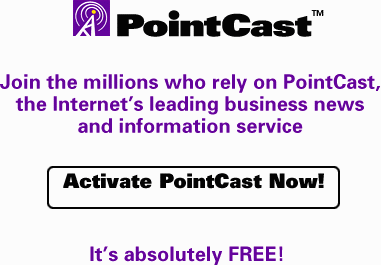 PointCast™
Join the millions who rely on PointCast,
the Internet's leading business news
and information service
Activate PointCast Now!
It's absolutely FREE!